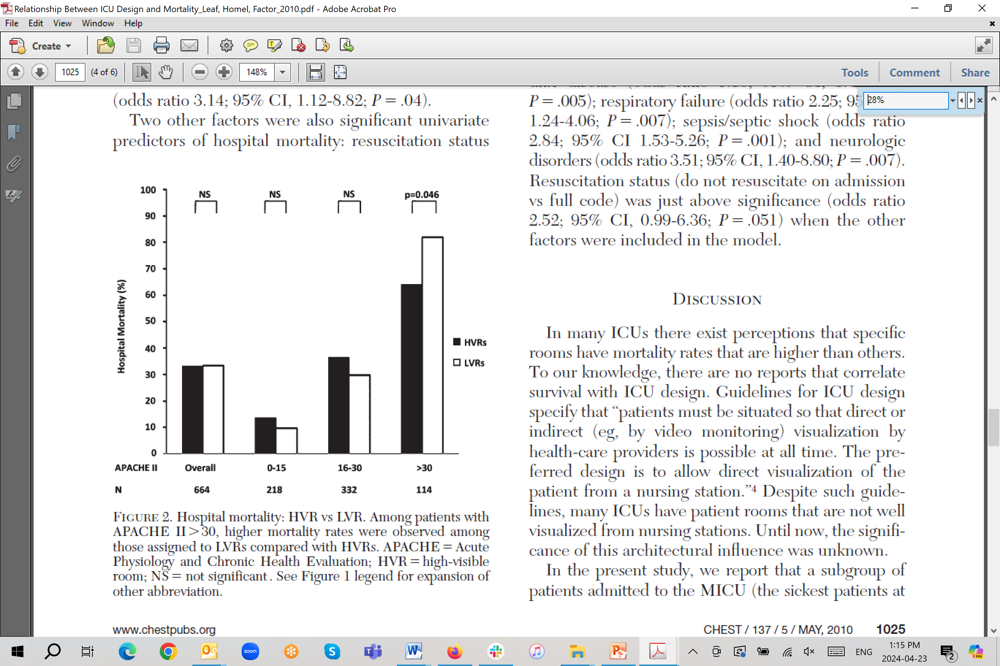 Relationship Between ICU Design and Mortality_Leaf, Homel, Factor_2010.pdf - Adobe Acrobat Pro
File Edit View Window Help
Create
1025 (4 of 6) 148% Tools Comment Share
28%
(odds ratio 3.14; 95% CI, 1.12-8.82; P = .04).
Two other factors were also significant univariate
predictors of hospital mortality: resuscitation status
100
90
80
70
60
50
40
30
20
10
0
Hospital Mortality (%)
NS NS NS p=0.046
HVRs
LVRs
APACHE II Overall 0-15 16-30 >30
N 664 218 332 114
FIGURE 2. Hospital mortality: HVR vs LVR. Among patients with
APACHE II > 30, higher mortality rates were observed among
those assigned to LVRs compared with HVRs. APACHE = Acute
Physiology and Chronic Health Evaluation; HVR = high-visible
room; NS = not significant. See Figure 1 legend for expansion of
other abbreviation.
www.chestpubs.org
P = .005); respiratory failure (odds ratio 2.25; 95
1.24-4.06; P = .007); sepsis/septic shock (odds ratio
2.84; 95% CI 1.53-5.26; P = .001); and neurologic
disorders (odds ratio 3.51; 95% CI, 1.40-8.80; P = .007).
Resuscitation status (do not resuscitate on admission
vs full code) was just above significance (odds ratio
2.52; 95% CI, 0.99-6.36; P = .051) when the other
factors were included in the model.
DISCUSSION
In many ICUs there exist perceptions that specific
rooms have mortality rates that are higher than others.
To our knowledge, there are no reports that correlate
survival with ICU design. Guidelines for ICU design
specify that “patients must be situated so that direct or
indirect (eg, by video monitoring) visualization by
health-care providers is possible at all time. The pre-
ferred design is to allow direct visualization of the
patient from a nursing station.”4 Despite such guide-
lines, many ICUs have patient rooms that are not well
visualized from nursing stations. Until now, the signifi-
cance of this architectural influence was unknown.
In the present study, we report that a subgroup of
patients admitted to the MICU (the sickest patients at
CHEST / 137 / 5 / MAY, 2010 1025
zoom
ENG
1:15 PM
2024-04-23
2
PRE